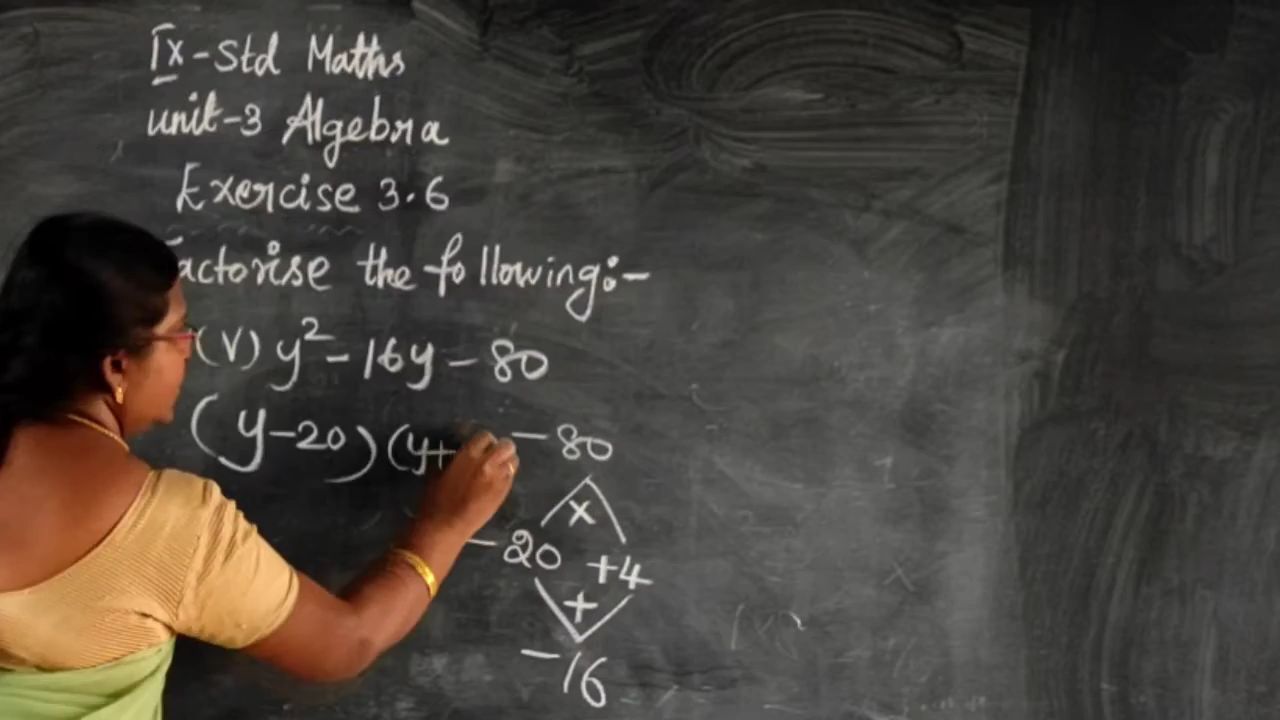 IX-Std Maths
unit-3 Algebra
Exercise 3.6
actorise the following:-
(V) y² - 16y - 80
(y-20)(y+
-80
×
-20 +4
+
-16